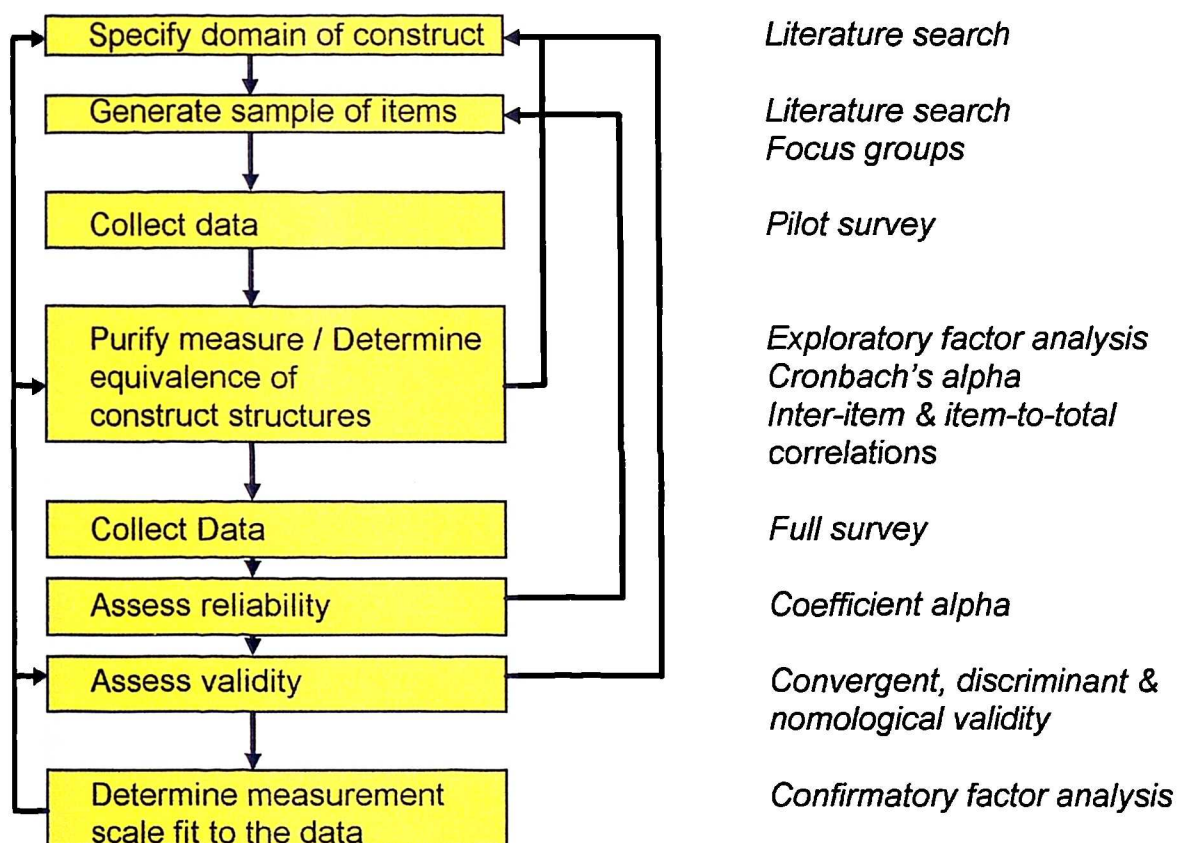 Specify domain of construct
Literature search
Generate sample of items
Literature search
Focus groups
Collect data
Pilot survey
Purify measure / Determine
equivalence of
construct structures
Exploratory factor analysis
Cronbach's alpha
Inter-item & item-to-total
correlations
Collect Data
Full survey
Assess reliability
Coefficient alpha
Assess validity
Convergent, discriminant &
nomological validity
Determine measurement
scale fit to the data
Confirmatory factor analysis